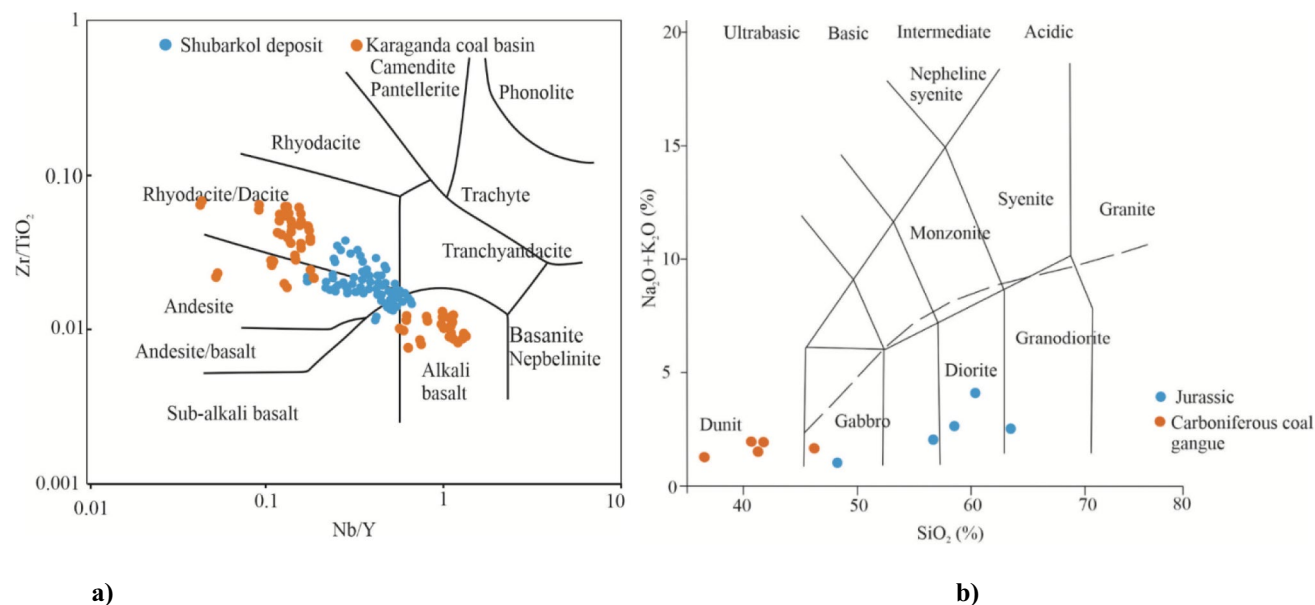 1
Shubarkol deposit
Karaganda coal basin
Camendite
Pantellerite
Phonolite
Rhyodacite
0.10
Rhyodacite/Dacite
Trachyte
Tranchyandacite
Zr/TiO₂
Andesite
0.01
Andesite/basalt
Basanite
Nepbelinite
Alkali
basalt
Sub-alkali basalt
0.001
0.01
0.1
1
10
Nb/Y
a)
20
Ultrabasic
Basic
Intermediate
Acidic
Nepheline
syenite
15
Syenite
Granite
Monzonite
10
Na₂O+K₂O (%)
Granodiorite
5
Diorite
Jurassic
Dunit
Gabbro
Carboniferous coal
gangue
0
40
50
60
70
80
SiO₂ (%)
b)